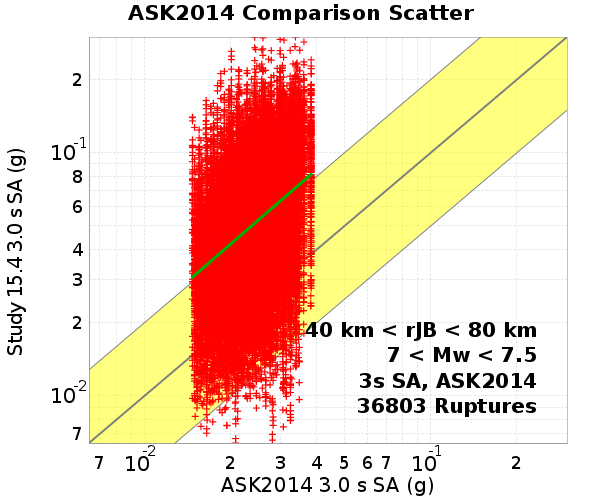 ASK2014 Comparison Scatter
Study 15.4 3.0 s SA (g)
2
10^-1
8
6
4
3
2
10^-2
7
40 km < rJB < 80 km
7 < Mw < 7.5
3s SA, ASK2014
36803 Ruptures
7 10^-2 2 3 4 5 6 7 10^-1 2
ASK2014 3.0 s SA (g)